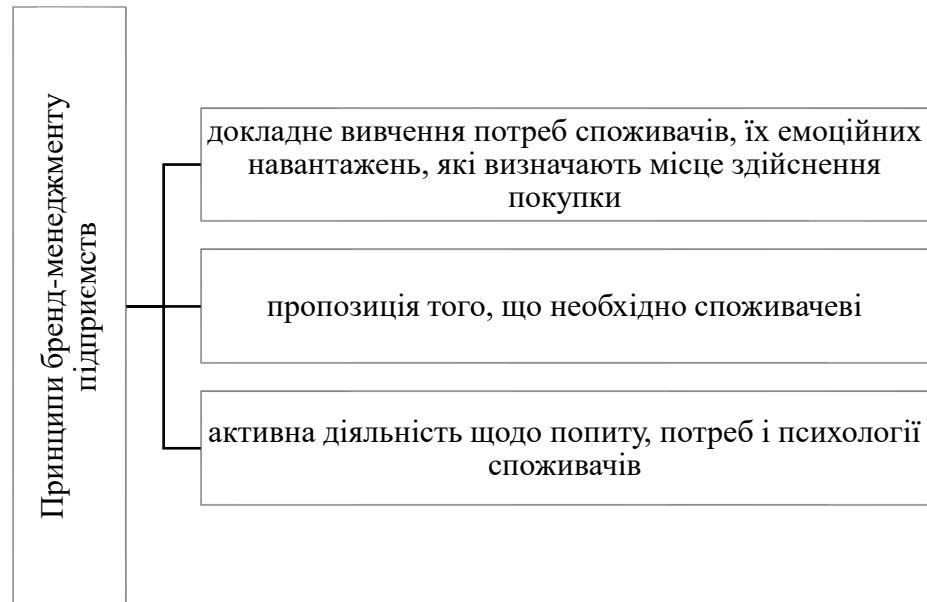 Принципи бренд-менеджменту
підприємств
докладне вивчення потреб споживачів, їх емоційних
навантажень, які визначають місце здійснення
покупки
пропозиція того, що необхідно споживачеві
активна діяльність щодо попиту, потреб і психології
споживачів